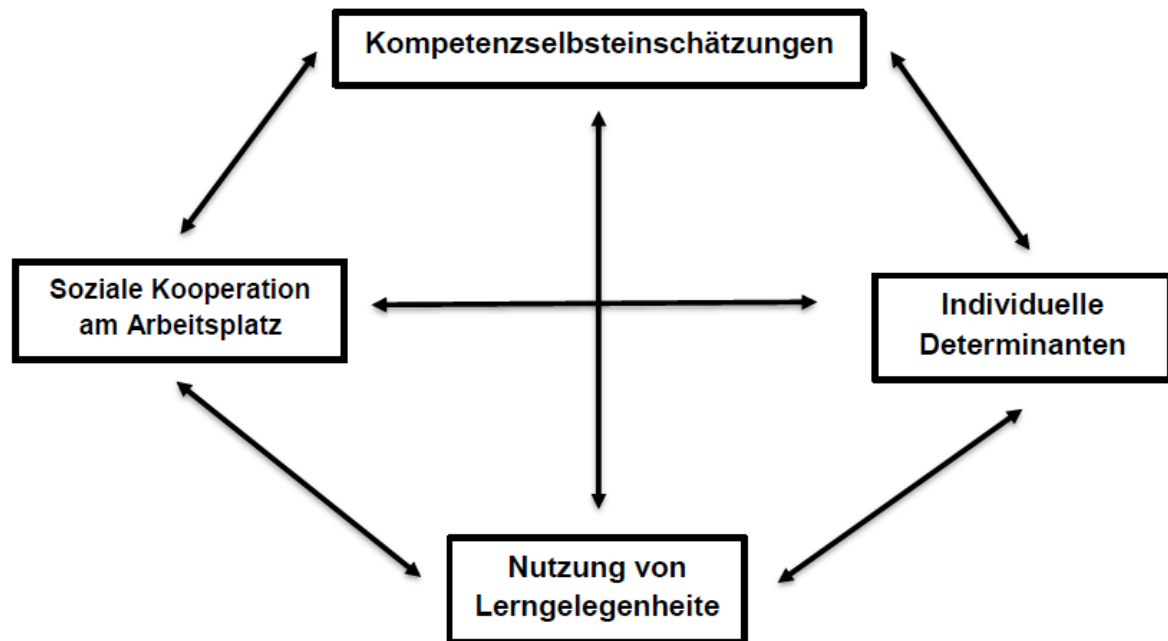 Kompetenzselbsteinschätzungen
Soziale Kooperation
am Arbeitsplatz
Individuelle
Determinanten
Nutzung von
Lerngelegenheite